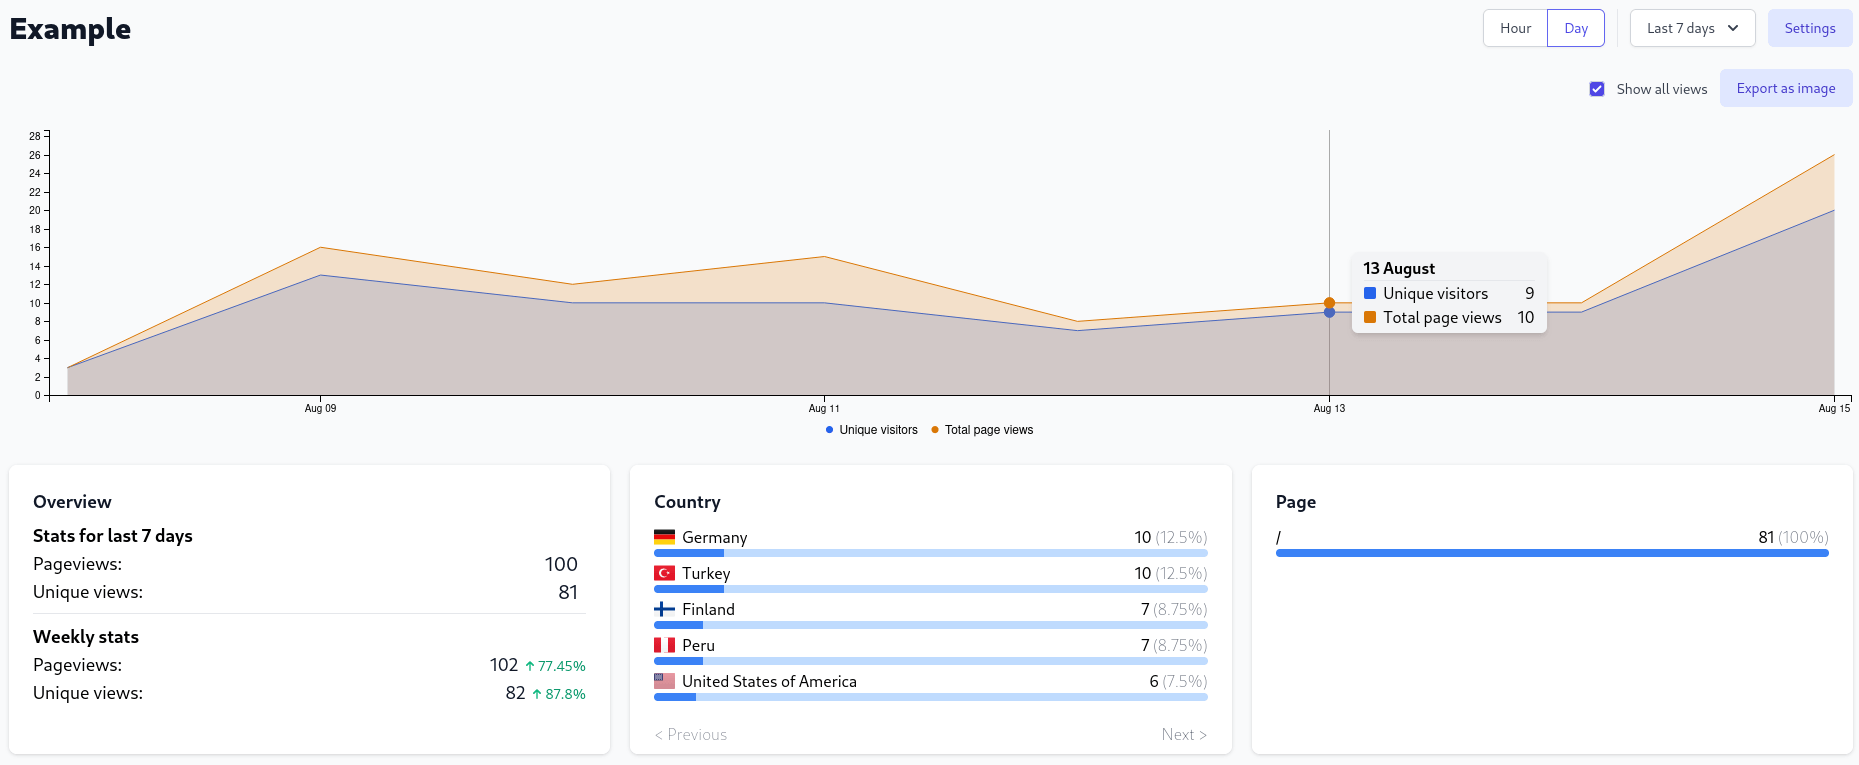 Example
Hour Day Last 7 days Settings
Show all views Export as image
28
26
24
22
20
18
16
14
12
10
8
6
4
2
0
13 August
Unique visitors 9
Total page views 10
Aug 09 Aug 11 Aug 13 Aug 15
Unique visitors Total page views
Overview
Stats for last 7 days
Pageviews: 100
Unique views: 81
Weekly stats
Pageviews: 102 ↑ 77.45%
Unique views: 82 ↑ 87.8%
Country
Germany 10 (12.5%)
Turkey 10 (12.5%)
Finland 7 (8.75%)
Peru 7 (8.75%)
United States of America 6 (7.5%)
< Previous Next >
Page
/ 81 (100%)